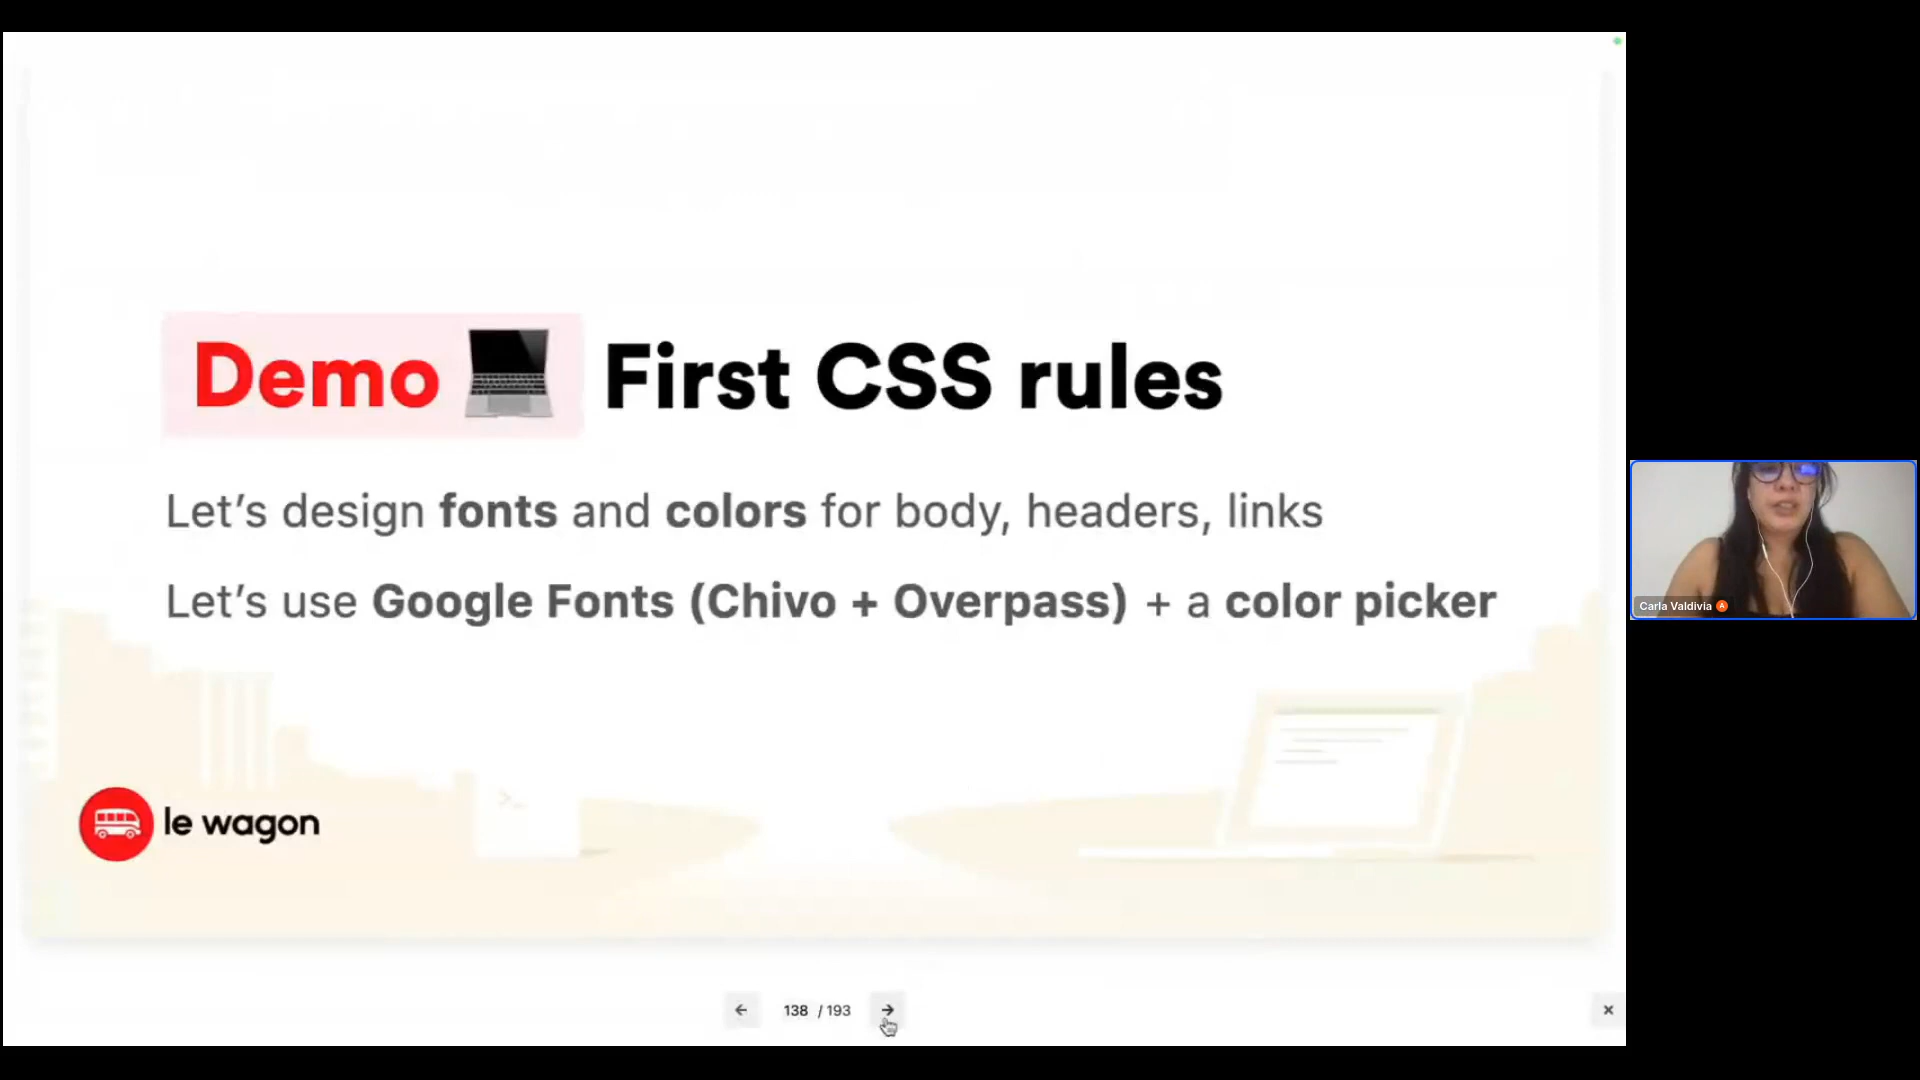 Demo 💻 First CSS rules
Let’s design fonts and colors for body, headers, links
Let’s use Google Fonts (Chivo + Overpass) + a color picker
le wagon
138 / 193
Carla Valdivia A